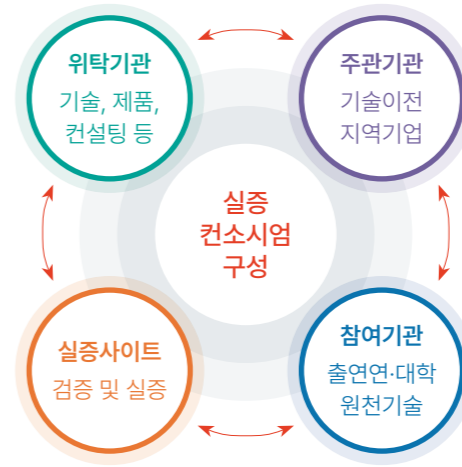 위탁기관
기술, 제품,
컨설팅 등
주관기관
기술이전
지역기업
실증
컨소시엄
구성
실증사이트
검증 및 실증
참여기관
출연연·대학
원천기술